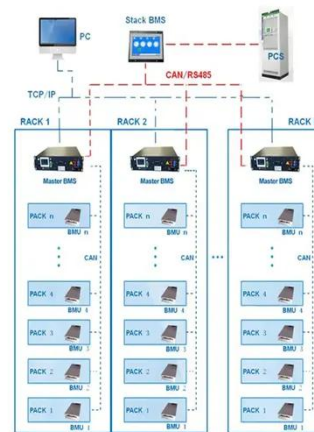 PC
Stack BMS
PCS
CAN/RS485
TCP/IP
RACK 1
RACK 2
RACK
Master BMS
Master BMS
Master BMS
PACK n
BMU n
PACK n
BMU n
PACK n
BMU n
CAN
CAN
CAN
PACK 4
BMU 4
PACK 4
BMU 4
PACK 4
BMU 4
PACK 3
BMU 3
PACK 3
BMU 3
PACK 3
BMU 3
PACK 2
BMU 2
PACK 2
BMU 2
PACK 2
BMU 2
PACK 1
BMU 1
PACK 1
BMU 1
PACK 1
BMU 1